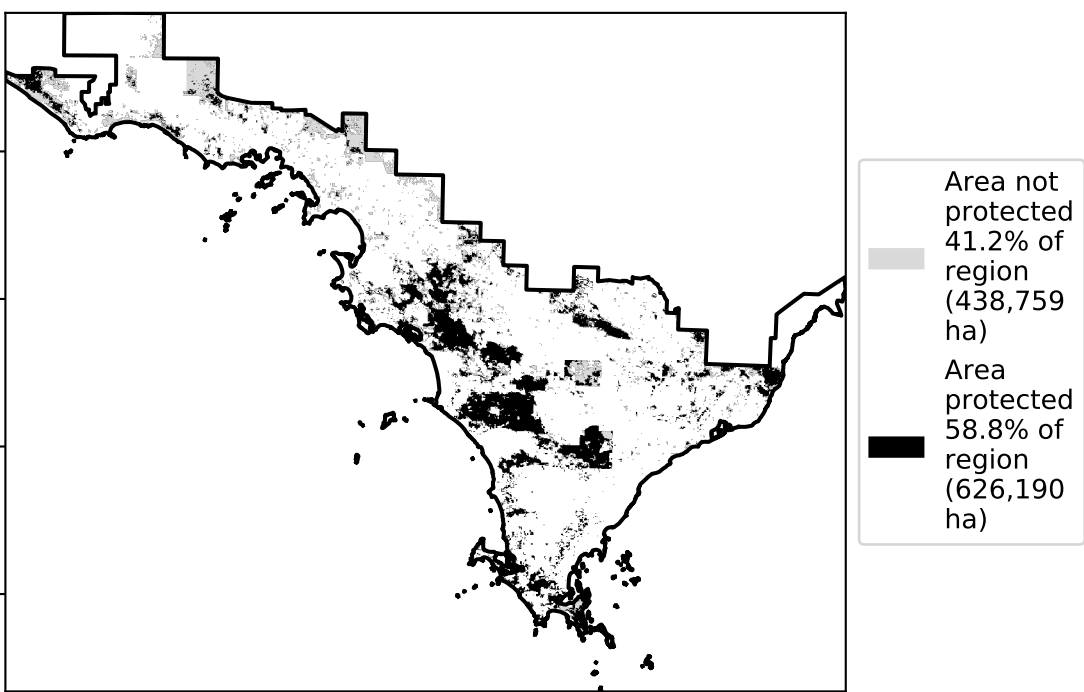 Area not
protected
41.2% of
region
(438,759
ha)
Area
protected
58.8% of
region
(626,190
ha)